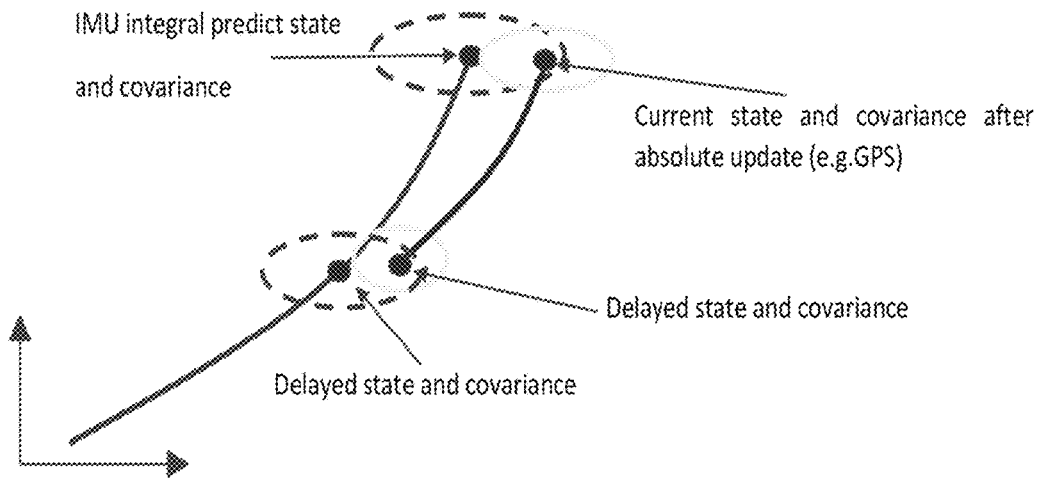 IMU integral predict state
and covariance
Current state and covariance after
absolute update (e.g.GPS)
Delayed state and covariance
Delayed state and covariance